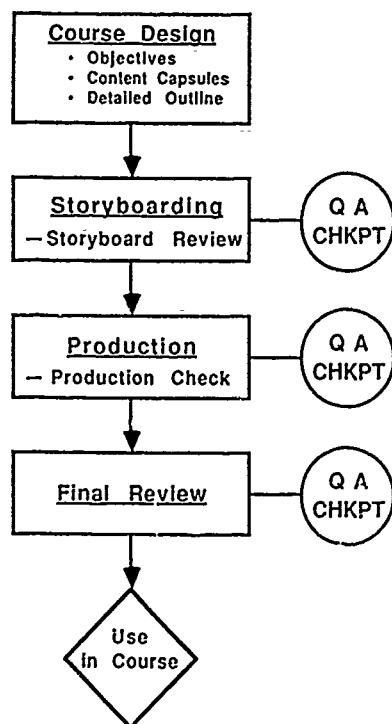 Course Design
• Objectives
• Content Capsules
• Detailed Outline
Storyboarding
— Storyboard Review
Q A
CHKPT
Production
— Production Check
Q A
CHKPT
Final Review
Q A
CHKPT
Use
in Course